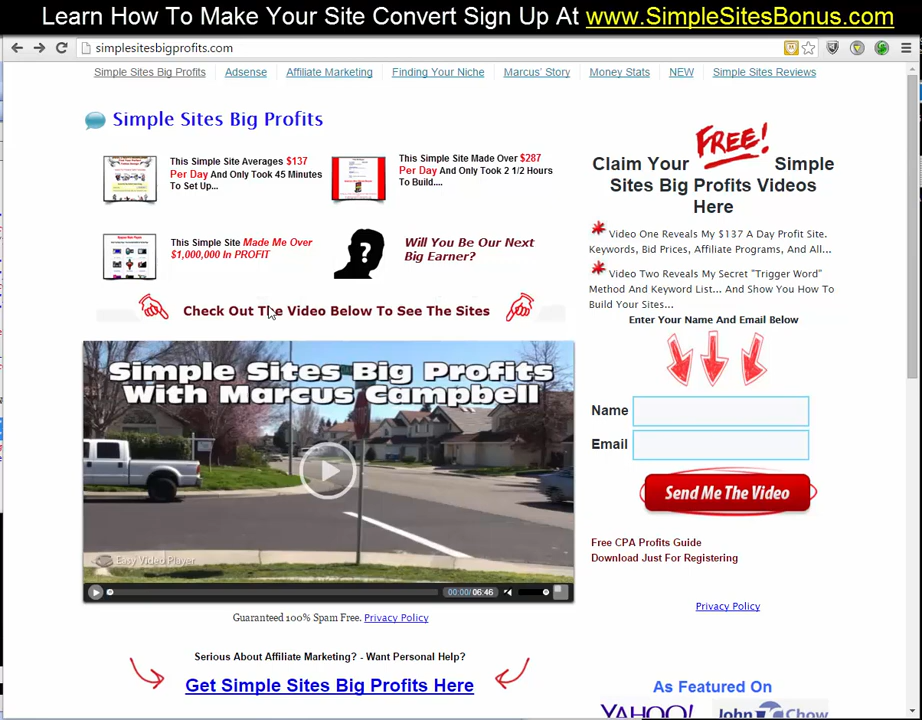 Learn How To Make Your Site Convert Sign Up At www.SimpleSitesBonus.com
simplesitesbigprofits.com
Simple Sites Big Profits Adsense Affiliate Marketing Finding Your Niche Marcus' Story Money Stats NEW Simple Sites Reviews
Simple Sites Big Profits
This Simple Site Averages $137
Per Day And Only Took 45 Minutes
To Set Up...
This Simple Site Made Over $287
Per Day And Only Took 2 1/2 Hours
To Build....
This Simple Site Made Me Over
$1,000,000 In PROFIT
?
Will You Be Our Next
Big Earner?
Check Out The Video Below To See The Sites
Simple Sites Big Profits
With Marcus Campbell
Easy Video Player
00:00/ 06:46
Guaranteed 100% Spam Free. Privacy Policy
Serious About Affiliate Marketing? - Want Personal Help?
Get Simple Sites Big Profits Here
FREE!
Claim Your Simple
Sites Big Profits Videos
Here
Video One Reveals My $137 A Day Profit Site.
Keywords, Bid Prices, Affiliate Programs, And All...
Video Two Reveals My Secret "Trigger Word"
Method And Keyword List... And Show You How To
Build Your Sites...
Enter Your Name And Email Below
Name
Email
Send Me The Video
Free CPA Profits Guide
Download Just For Registering
Privacy Policy
As Featured On
YAHOO!
John Chow